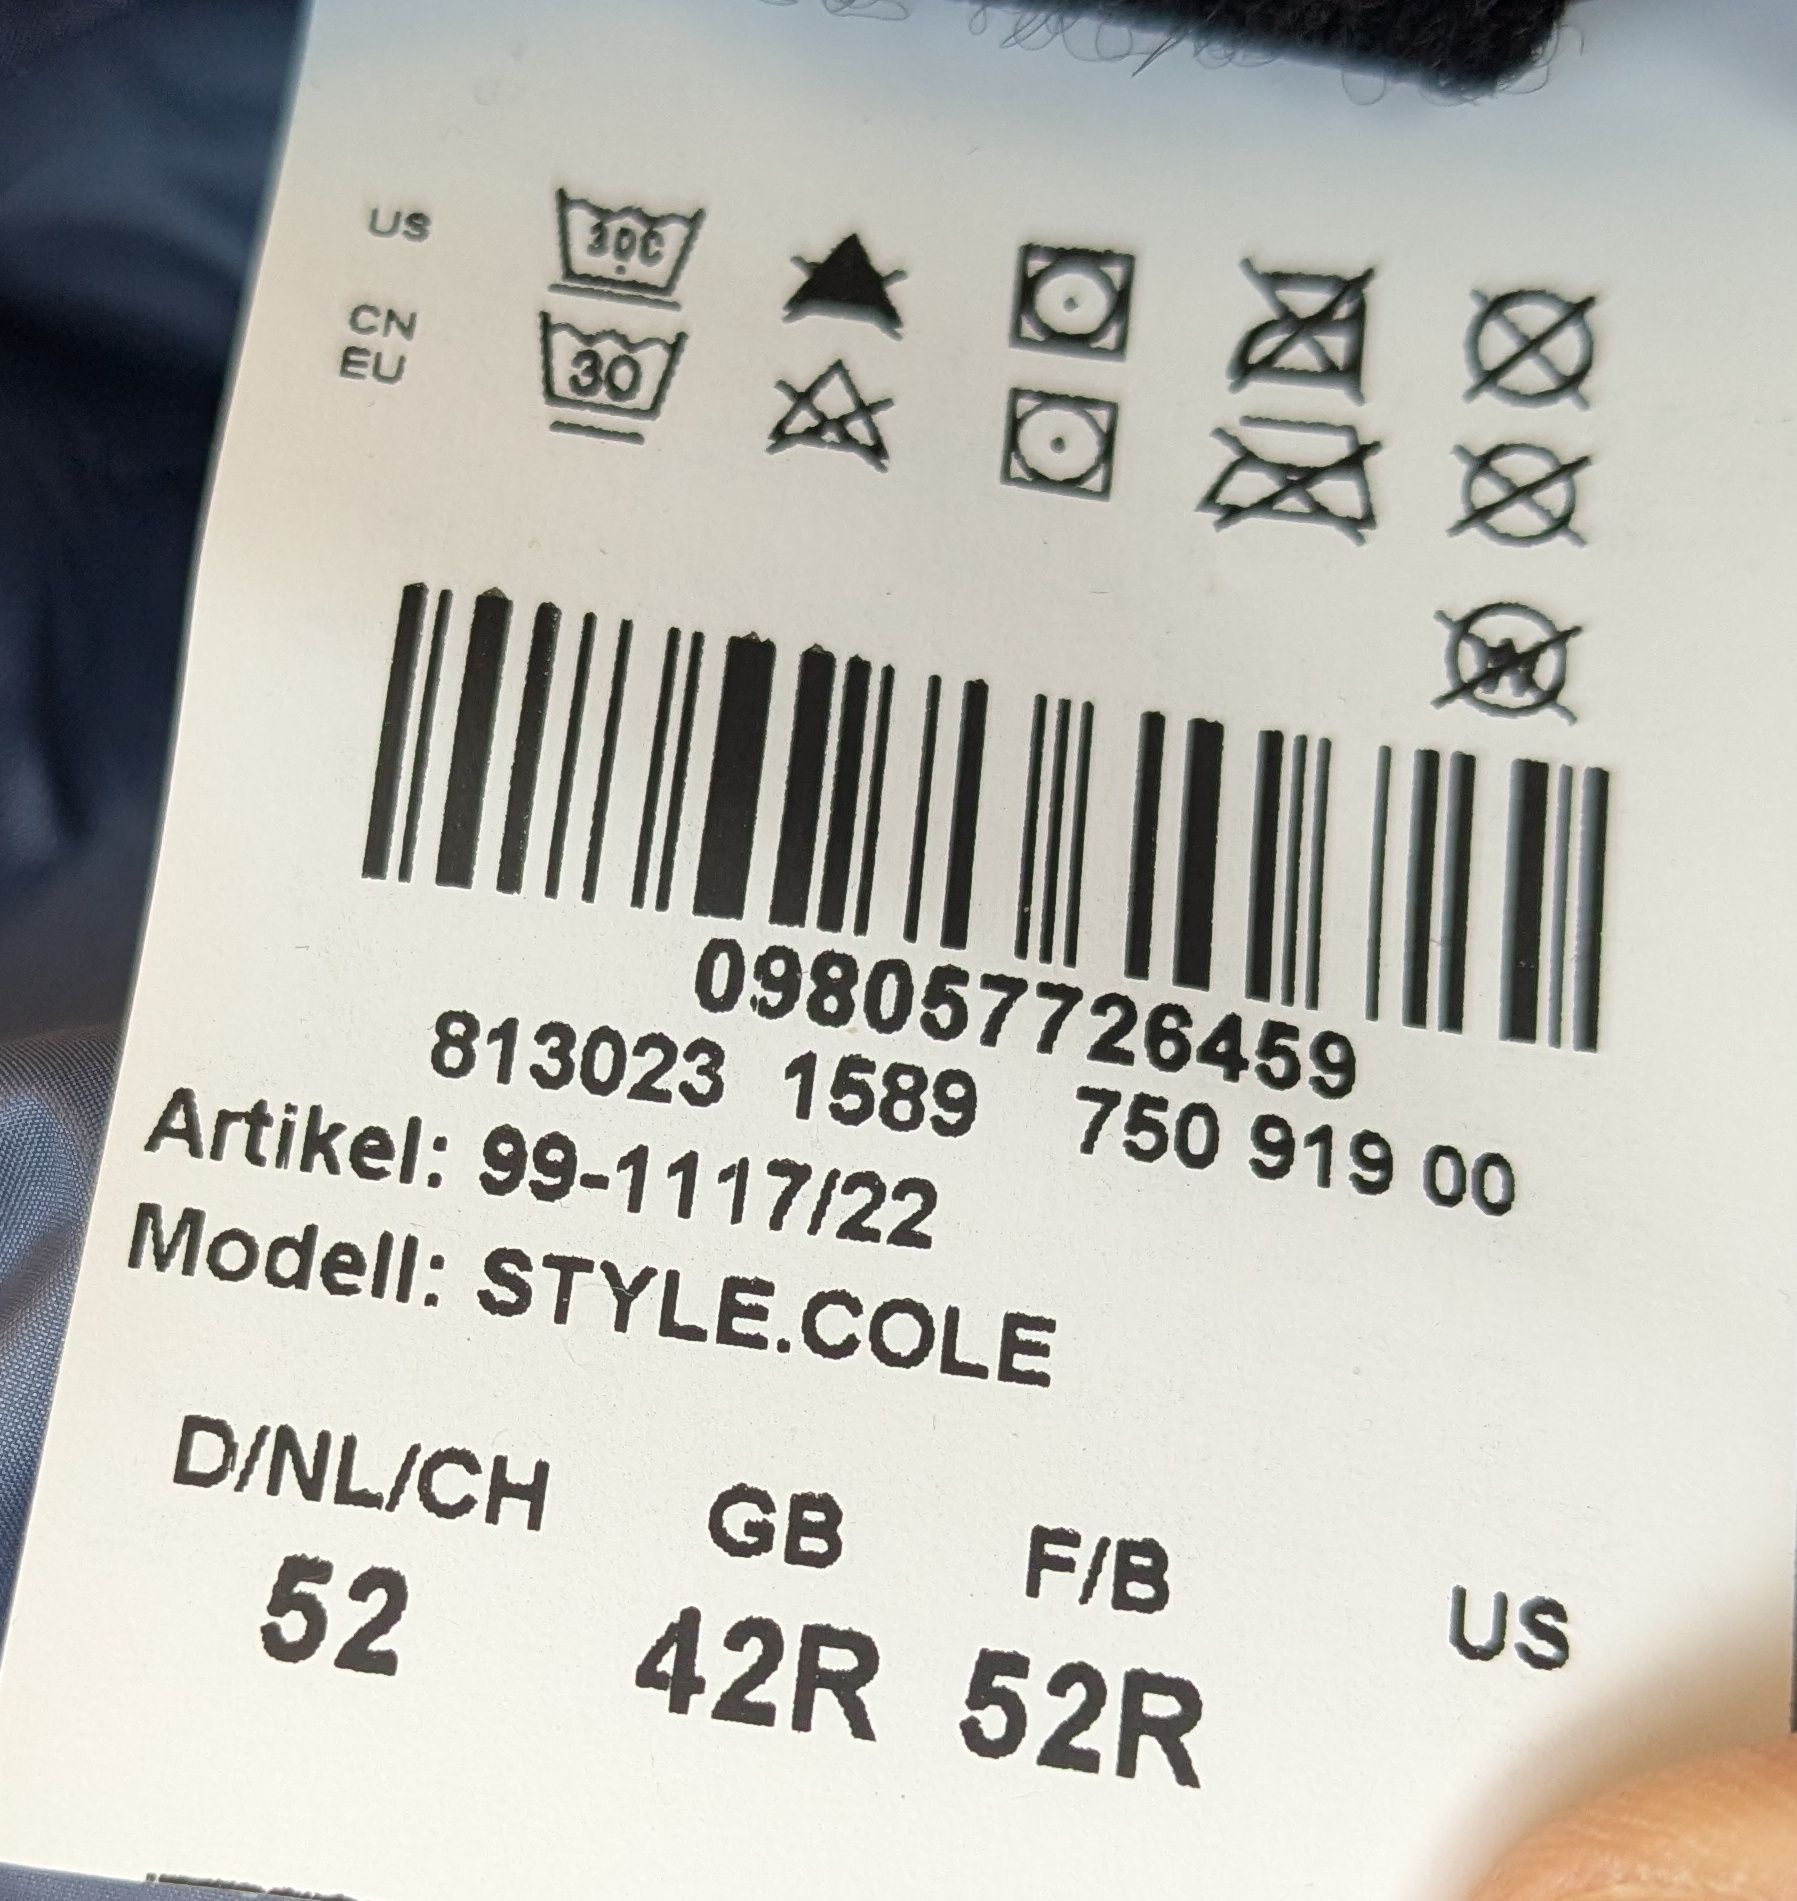 US 30C
CN
EU 30
W
098057726459
813023 1589 750 919 00
Artikel: 99-1117/22
Modell: STYLE.COLE
D/NL/CH GB F/B US
52 42R 52R